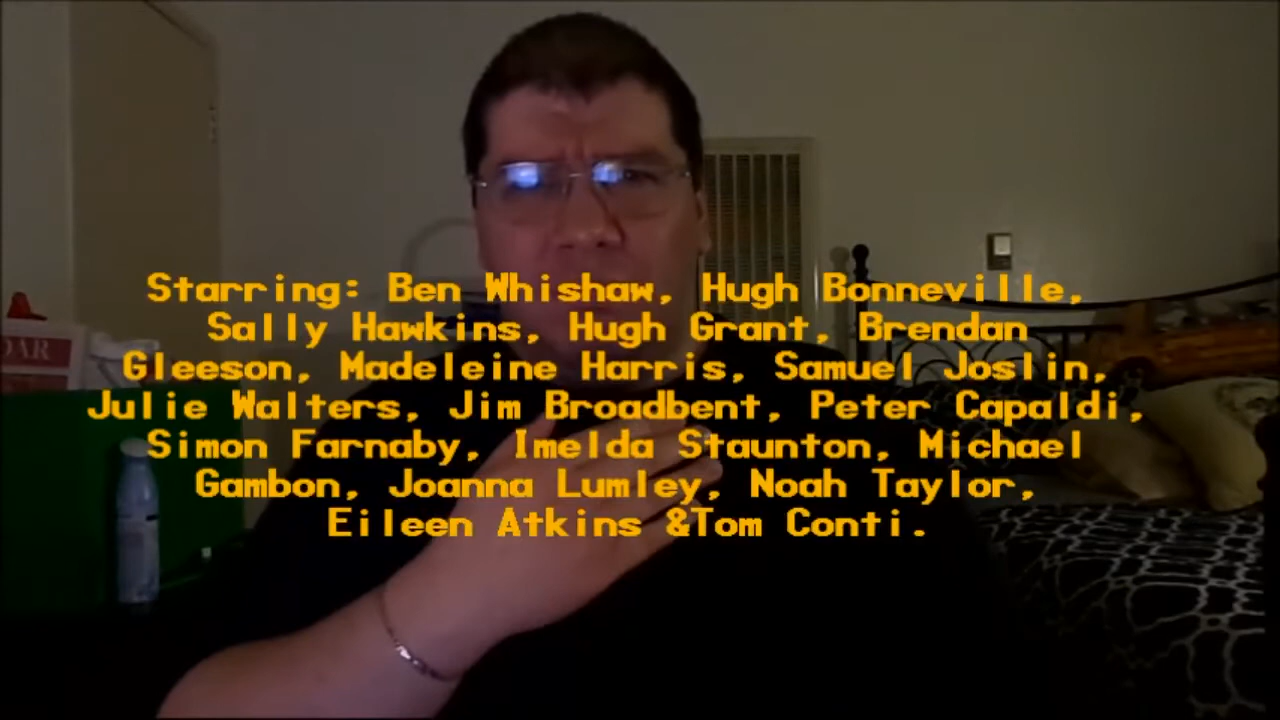 Starring: Ben Whishaw, Hugh Bonneville,
Sally Hawkins, Hugh Grant, Brendan
Gleeson, Madeleine Harris, Samuel Joslin,
Julie Walters, Jim Broadbent, Peter Capaldi,
Simon Farnaby, Imelda Staunton, Michael
Gambon, Joanna Lumley, Noah Taylor,
Eileen Atkins &Tom Conti.